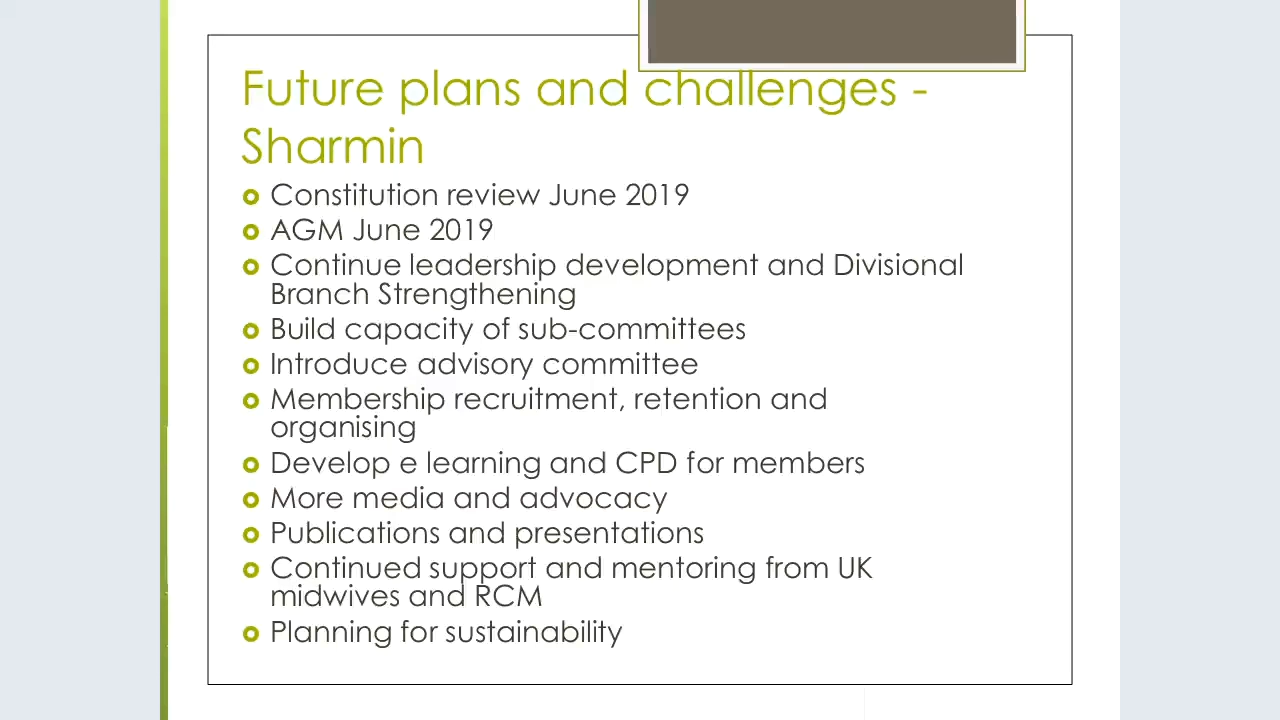 Future plans and challenges -
Sharmin
Constitution review June 2019
AGM June 2019
Continue leadership development and Divisional
Branch Strengthening
Build capacity of sub-committees
Introduce advisory committee
Membership recruitment, retention and
organising
Develop e learning and CPD for members
More media and advocacy
Publications and presentations
Continued support and mentoring from UK
midwives and RCM
Planning for sustainability